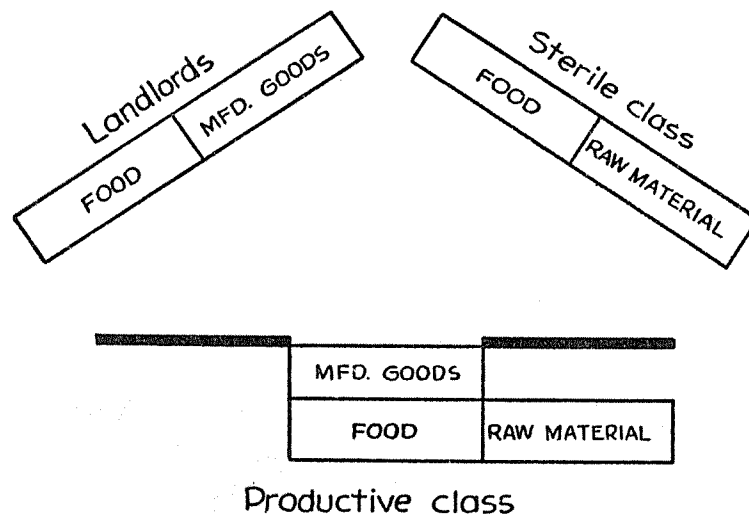 Landlords
FOOD
MFD. GOODS
Sterile class
FOOD
RAW MATERIAL
MFD. GOODS
FOOD
RAW MATERIAL
Productive class